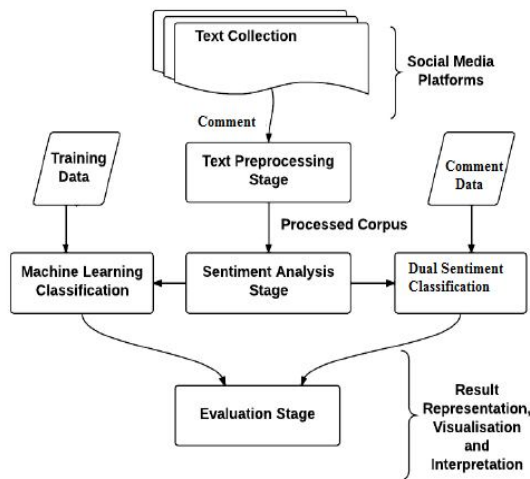 Text Collection
Social Media
Platforms
Comment
Training
Data
Text Preprocessing
Stage
Comment
Data
Processed Corpus
Machine Learning
Classification
Sentiment Analysis
Stage
Dual Sentiment
Classification
Evaluation Stage
Result
Representation,
Visualisation
and
Interpretation